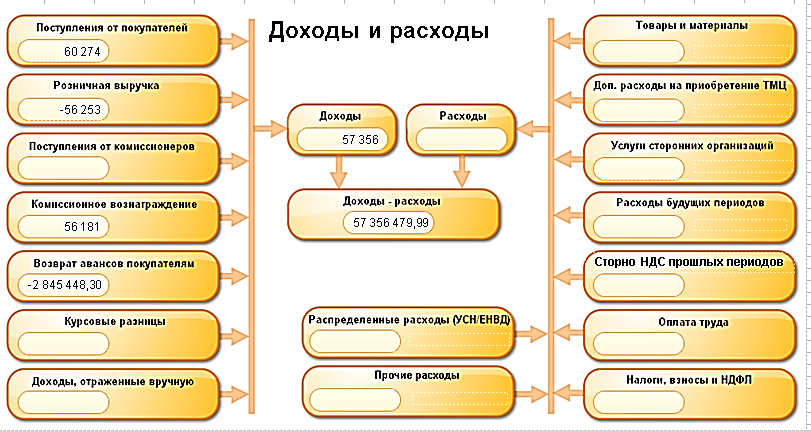 Доходы и расходы
Поступления от покупателей
60 274
Розничная выручка
-56 253
Поступления от комиссионеров
Комиссионное вознаграждение
56 181
Возврат авансов покупателям
-2 845 448,30
Курсовые разницы
Доходы, отраженные вручную
Доходы
57 356
Расходы
Доходы - расходы
57 356 479,99
Распределенные расходы (УСН/ЕНВД)
Прочие расходы
Товары и материалы
Доп. расходы на приобретение ТМЦ
Услуги сторонних организаций
Расходы будущих периодов
Сторно НДС прошлых периодов
Оплата труда
Налоги, взносы и НДФЛ